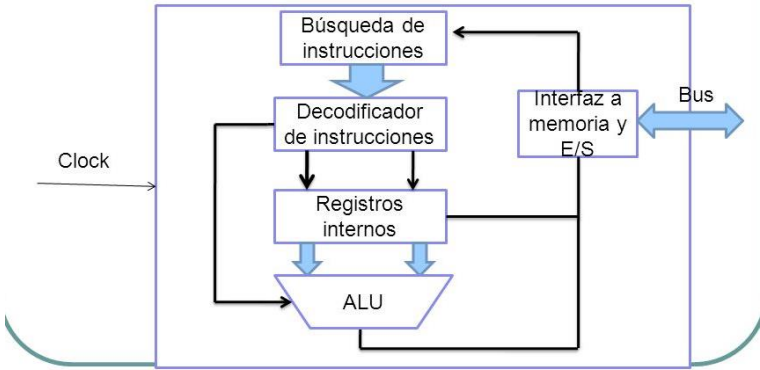 Búsqueda de
instrucciones
Decodificador
de instrucciones
Interfaz a
memoria y
E/S
Bus
Clock
Registros
internos
ALU